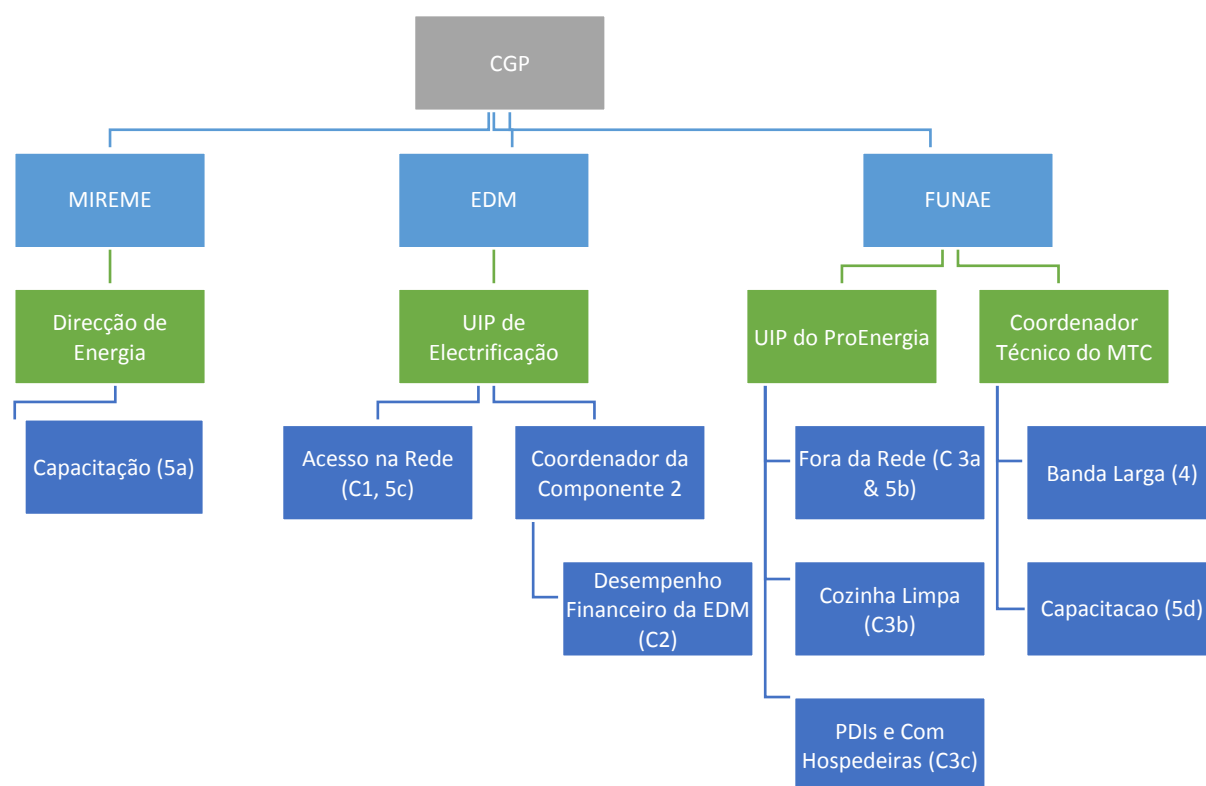 CGP
MIREME
EDM
FUNAE
Direcção de
Energia
UIP de
Electrificação
UIP do ProEnergia
Coordenador
Técnico do MTC
Capacitação (5a)
Acesso na Rede
(C1, 5c)
Coordenador da
Componente 2
Fora da Rede (C 3a
& 5b)
Banda Larga (4)
Desempenho
Financeiro da EDM
(C2)
Cozinha Limpa
(C3b)
Capacitacao (5d)
PDIs e Com
Hospedeiras (C3c)